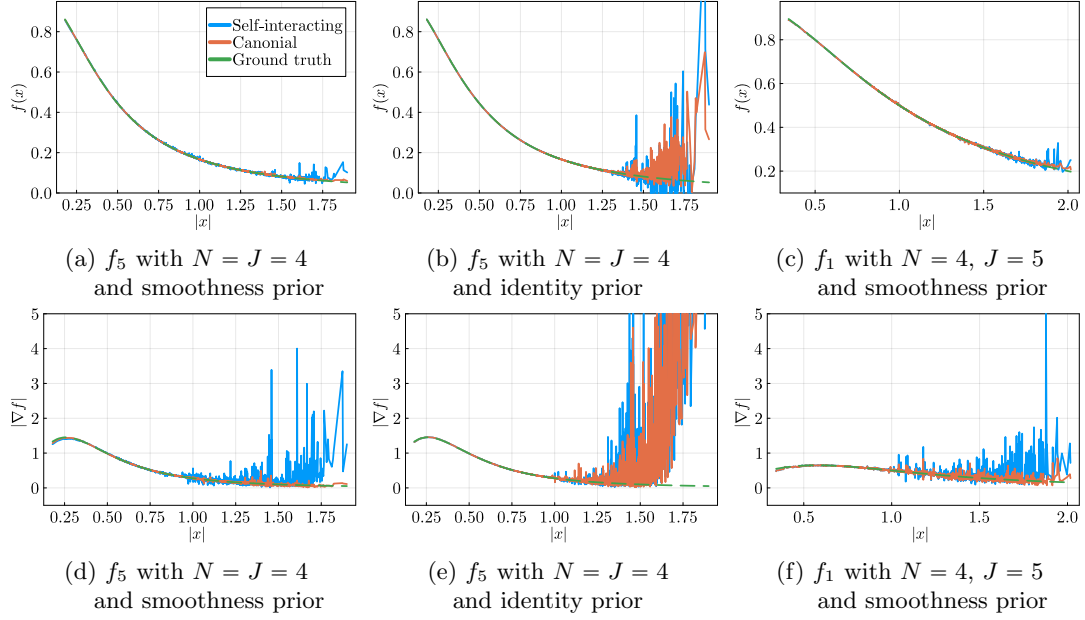 0.8
0.6
0.4
0.2
0.0
f(x)
Self-interacting
Canonial
Ground truth
0.25 0.50 0.75 1.00 1.25 1.50 1.75
|x|
(a) f₅ with N = J = 4
and smoothness prior
0.8
0.6
0.4
0.2
0.0
f(x)
0.25 0.50 0.75 1.00 1.25 1.50 1.75
|x|
(b) f₅ with N = J = 4
and identity prior
0.8
0.6
0.4
0.2
f(x)
0.5 1.0 1.5 2.0
|x|
(c) f₁ with N = 4, J = 5
and smoothness prior
5
4
3
2
1
0
|∇f|
0.25 0.50 0.75 1.00 1.25 1.50 1.75
|x|
(d) f₅ with N = J = 4
and smoothness prior
5
4
3
2
1
0
|∇f|
0.25 0.50 0.75 1.00 1.25 1.50 1.75
|x|
(e) f₅ with N = J = 4
and identity prior
5
4
3
2
1
0
|∇f|
0.5 1.0 1.5 2.0
|x|
(f) f₁ with N = 4, J = 5
and smoothness prior